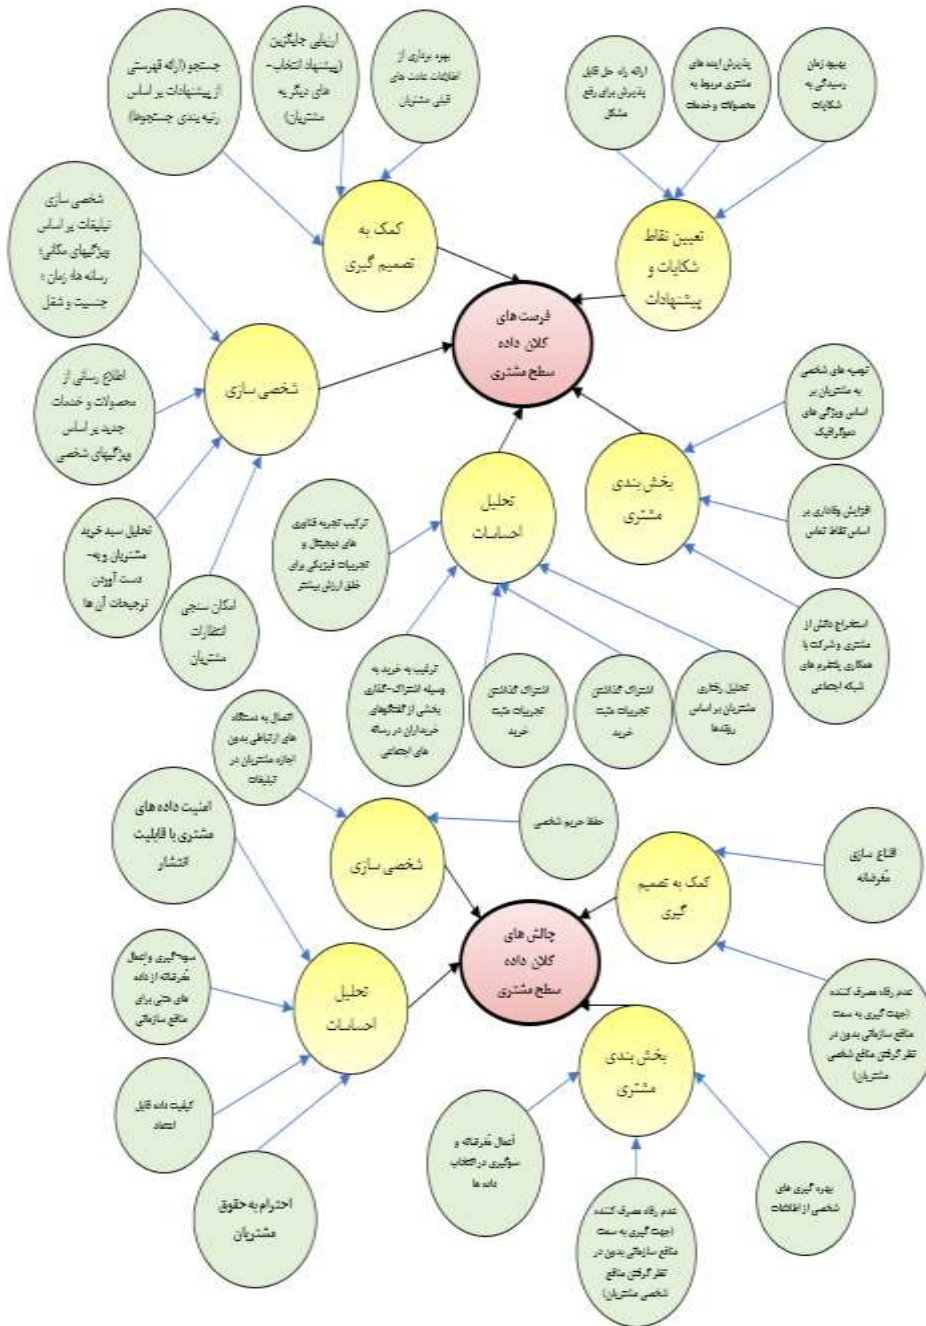 جستجو (ارائه فهرستی
از پیشنهادات بر اساس
رتبه بندی جستجوها)
ارزیابی جایگزین
(پیشنهاد انتخاب-
های دیگر به
مشتریان)
بهره برداری از
اطلاعات عادت های
قبلی مشتریان
ارائه راه حل قابل
پذیرش برای رفع
مشکل
پذیرش ایده های
مشتری مربوط به
محصولات و خدمات
بهبود زمان
رسیدگی به
شکایات
کمک به
تصمیم گیری
تعیین نقاط
شکایات و
پیشنهادات
شخصی سازی
تبلیغات بر اساس
ویژگیهای مکانی؛
رسانه ها؛ زمان ؛
جنسیت و شغل
فرصت های
کلان داده
سطح مشتری
شخصی سازی
اطلاع رسانی از
محصولات و خدمات
جدید بر اساس
ویژگیهای شخصی
توصیه های شخصی
به مشتریان بر
اساس ویژگی های
دموگرافیک
بخش بندی
مشتری
افزایش وفاداری بر
اساس نقاط تماس
تحلیل
احساسات
ترکیب تجربه فناوری
های دیجیتال و
تجربیات فیزیکی برای
خلق ارزش بیشتر
تحلیل سبد خرید
مشتریان و به-
دست آوردن
ترجیحات آن ها
امکان سنجی
انتظارات
مشتریان
استخراج دانش از
مشتری و شرکت با
همکاری پلتفرم های
شبکه اجتماعی
ترغیب به خرید به
وسیله اشتراک-گذاری
بخشی از گفتگوهای
خریداران در رسانه
های اجتماعی
اشتراک گذاشتن
تجربیات مثبت
خرید
اشتراک گذاشتن
تجربیات مثبت
خرید
تحلیل رفتاری
مشتریان بر اساس
روندها
اتصال به دستگاه
های ارتباطی بدون
اجازه مشتریان در
تبلیغات
حفظ حریم شخصی
امنیت داده های
مشتری با قابلیت
انتشار
شخصی سازی
کمک به تصمیم
گیری
اقناع سازی
مغرضانه
چالش های
کلان داده
سطح مشتری
تحلیل
احساسات
سوء-گیری و اعمال
مغرضانه از داده
های متنی برای
منافع سازمانی
عدم رفاه مصرف کننده
(جهت گیری به سمت
منافع سازمانی بدون در
نظر گرفتن منافع شخصی
مشتریان)
بخش بندی
مشتری
کیفیت داده قابل
اعتماد
احترام به حقوق
مشتریان
اعمال مغرضانه و
سوگیری در انتخاب
داده ها
عدم رفاه مصرف کننده
(جهت گیری به سمت
منافع سازمانی بدون در
نظر گرفتن منافع
شخصی مشتریان)
بهره گیری های
شخصی از اطلاعات